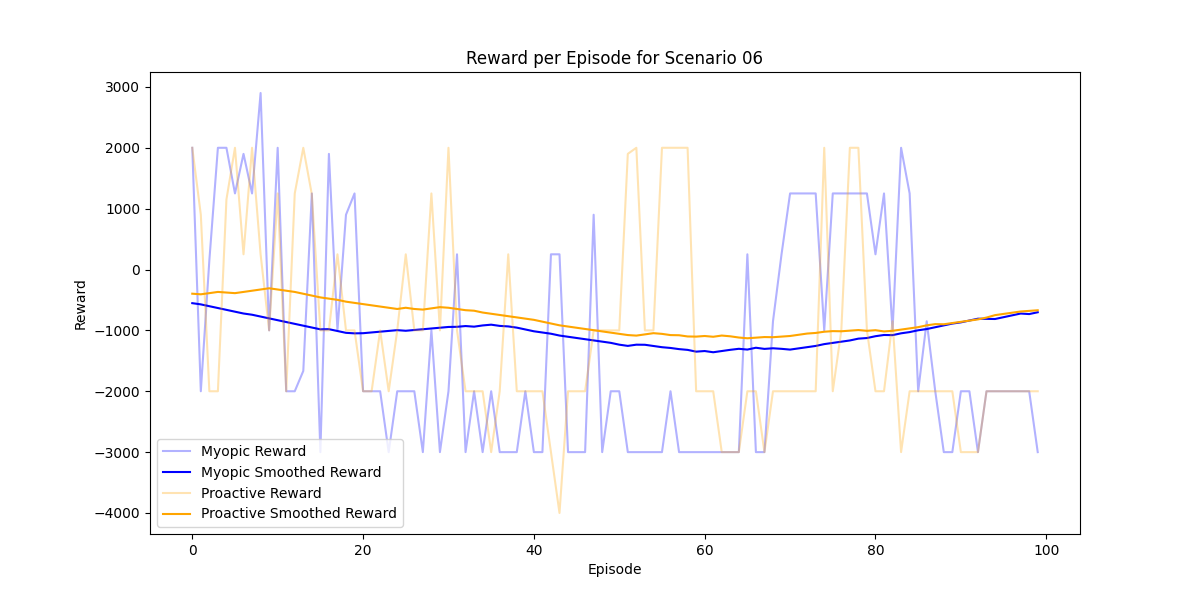 Reward per Episode for Scenario 06
3000
2000
1000
0
−1000
−2000
−3000
−4000
Reward
Myopic Reward
Myopic Smoothed Reward
Proactive Reward
Proactive Smoothed Reward
0 20 40 60 80 100
Episode